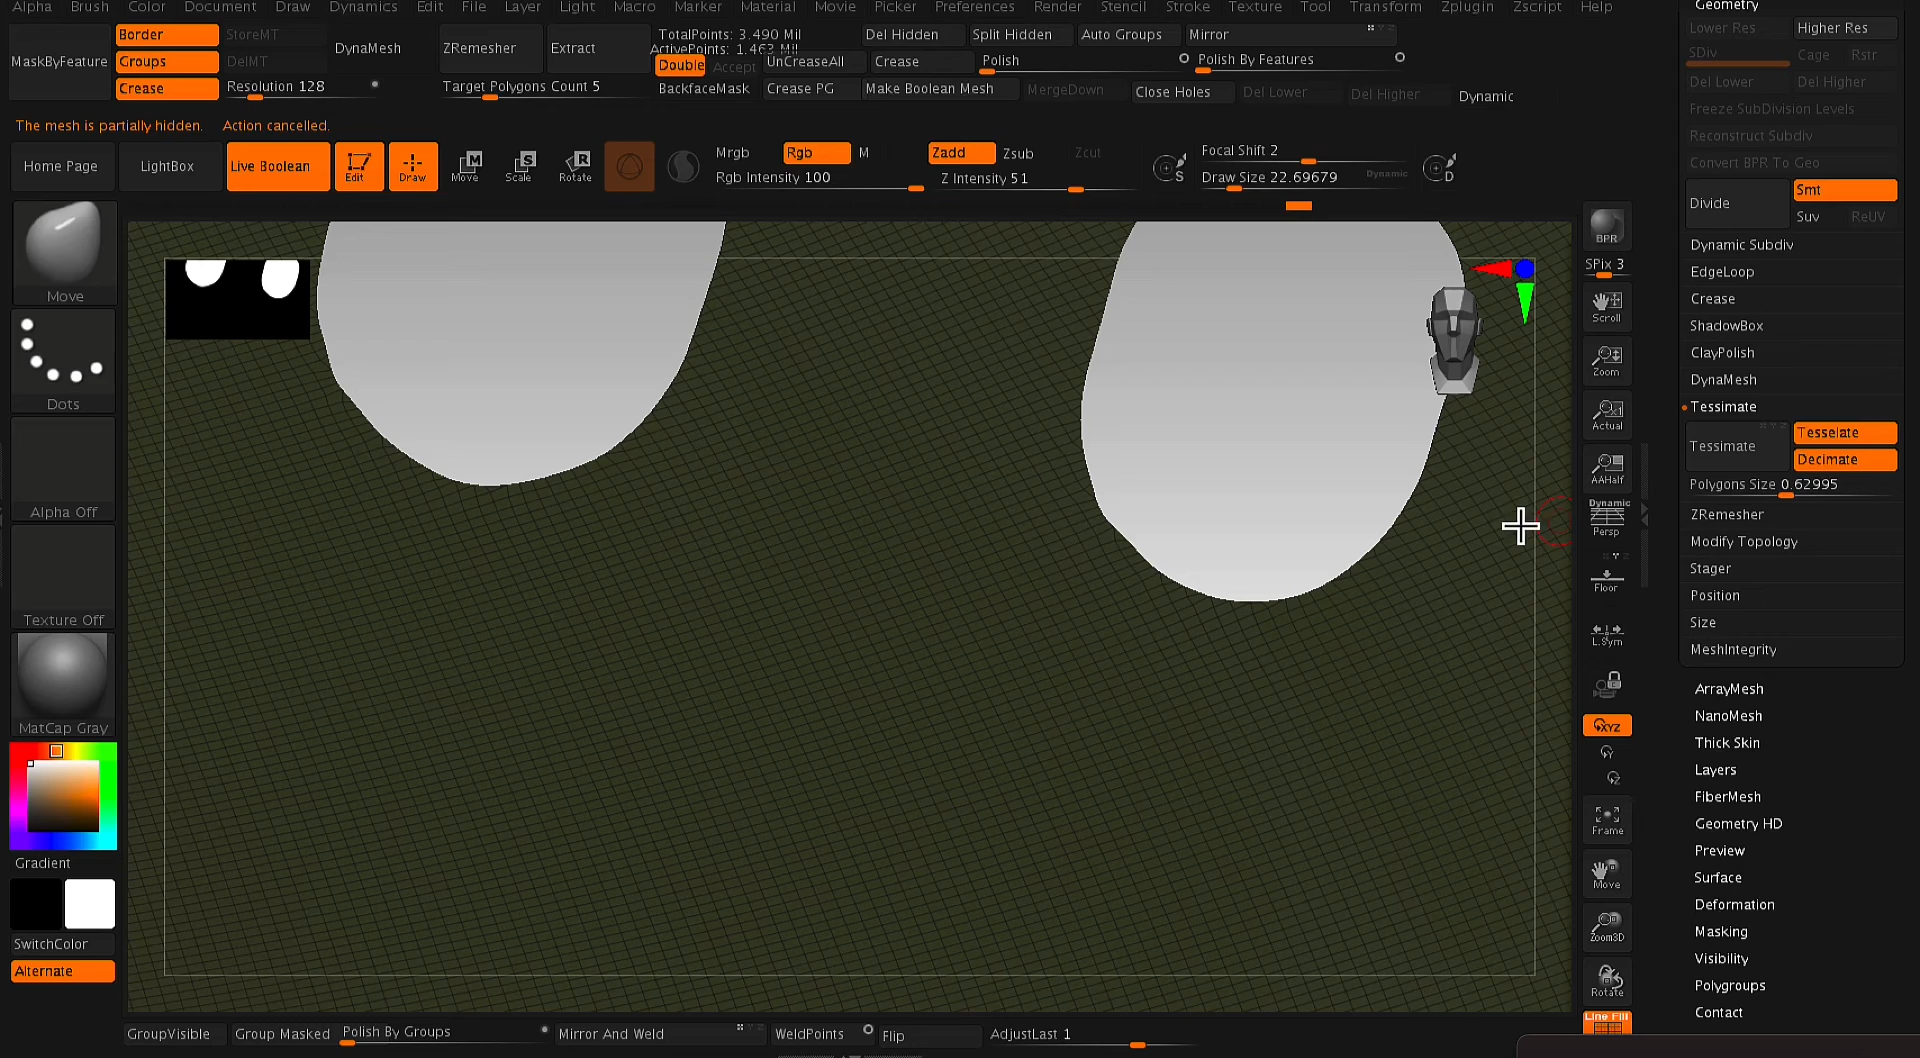 Alpha Brush Color Document Draw Dynamics Edit File Layer Light Macro Marker Material Movie Picker Preferences Render Stencil Stroke Texture Tool Transform Zplugin Zscript Help
MaskByFeature
Border
Groups
Crease
StoreMT
DelMT
Resolution 128
DynaMesh
ZRemesher
Extract
Target Polygons Count 5
TotalPoints: 3.490 Mil
ActivePoints: 1.463 Mil
Double
Accept
BackfaceMask
Del Hidden
Split Hidden
Auto Groups
Mirror
UnCreaseAll
Crease
Polish
Polish By Features
Crease PG
Make Boolean Mesh
MergeDown
Close Holes
Del Lower
Del Higher
Dynamic
The mesh is partially hidden. Action cancelled.
Home Page
LightBox
Live Boolean
Edit
Draw
Move
Scale
Rotate
Mrgb
Rgb
M
Rgb Intensity 100
Zadd
Zsub
Zcut
Z Intensity 51
S
Focal Shift 2
Draw Size 22.69679
Dynamic
D
Move
Dots
Alpha Off
Texture Off
MatCap Gray
Gradient
SwitchColor
Alternate
BPR
SPix 3
Scroll
Zoom
Actual
AAHalf
Dynamic
Persp
Floor
L.Sym
XYZ
Y
Z
Frame
Move
Zoom3D
Rotate
Line Fill
Geometry
Lower Res
Higher Res
SDiv
Cage
Rstr
Del Lower
Del Higher
Freeze SubDivision Levels
Reconstruct Subdiv
Convert BPR To Geo
Divide
Smt
Suv
ReUV
Dynamic Subdiv
EdgeLoop
Crease
ShadowBox
ClayPolish
DynaMesh
Tessimate
Tessimate
Tesselate
Decimate
Polygons Size 0.62995
ZRemesher
Modify Topology
Stager
Position
Size
MeshIntegrity
ArrayMesh
NanoMesh
Thick Skin
Layers
FiberMesh
Geometry HD
Preview
Surface
Deformation
Masking
Visibility
Polygroups
Contact
GroupVisible
Group Masked
Polish By Groups
Mirror And Weld
WeldPoints
Flip
AdjustLast 1